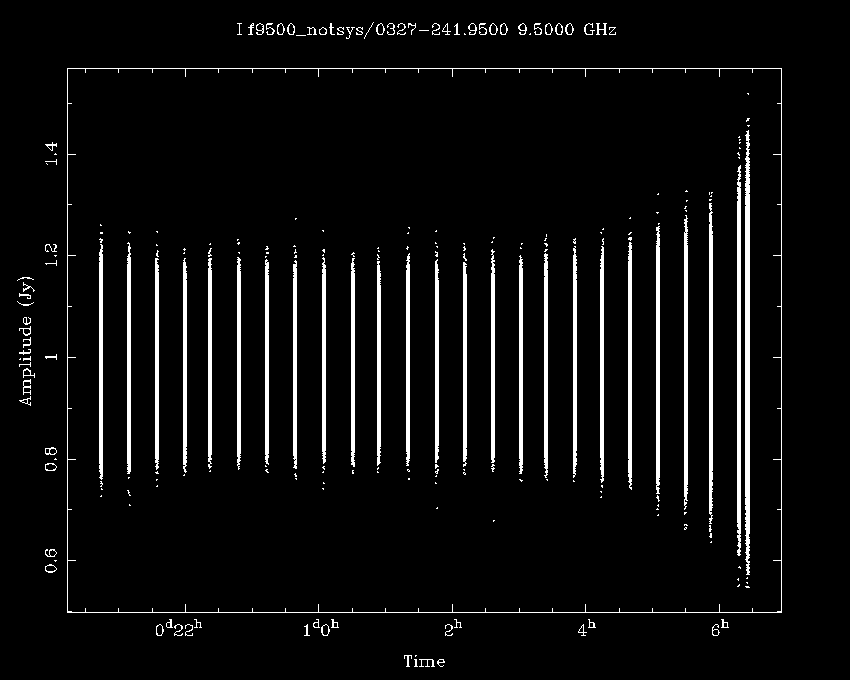 I f9500_notsys/0327-241.9500 9.5000 GHz
1.4
1.2
1
0.8
0.6
Amplitude (Jy)
0ᵈ22ʰ 1ᵈ0ʰ 2ʰ 4ʰ 6ʰ
Time